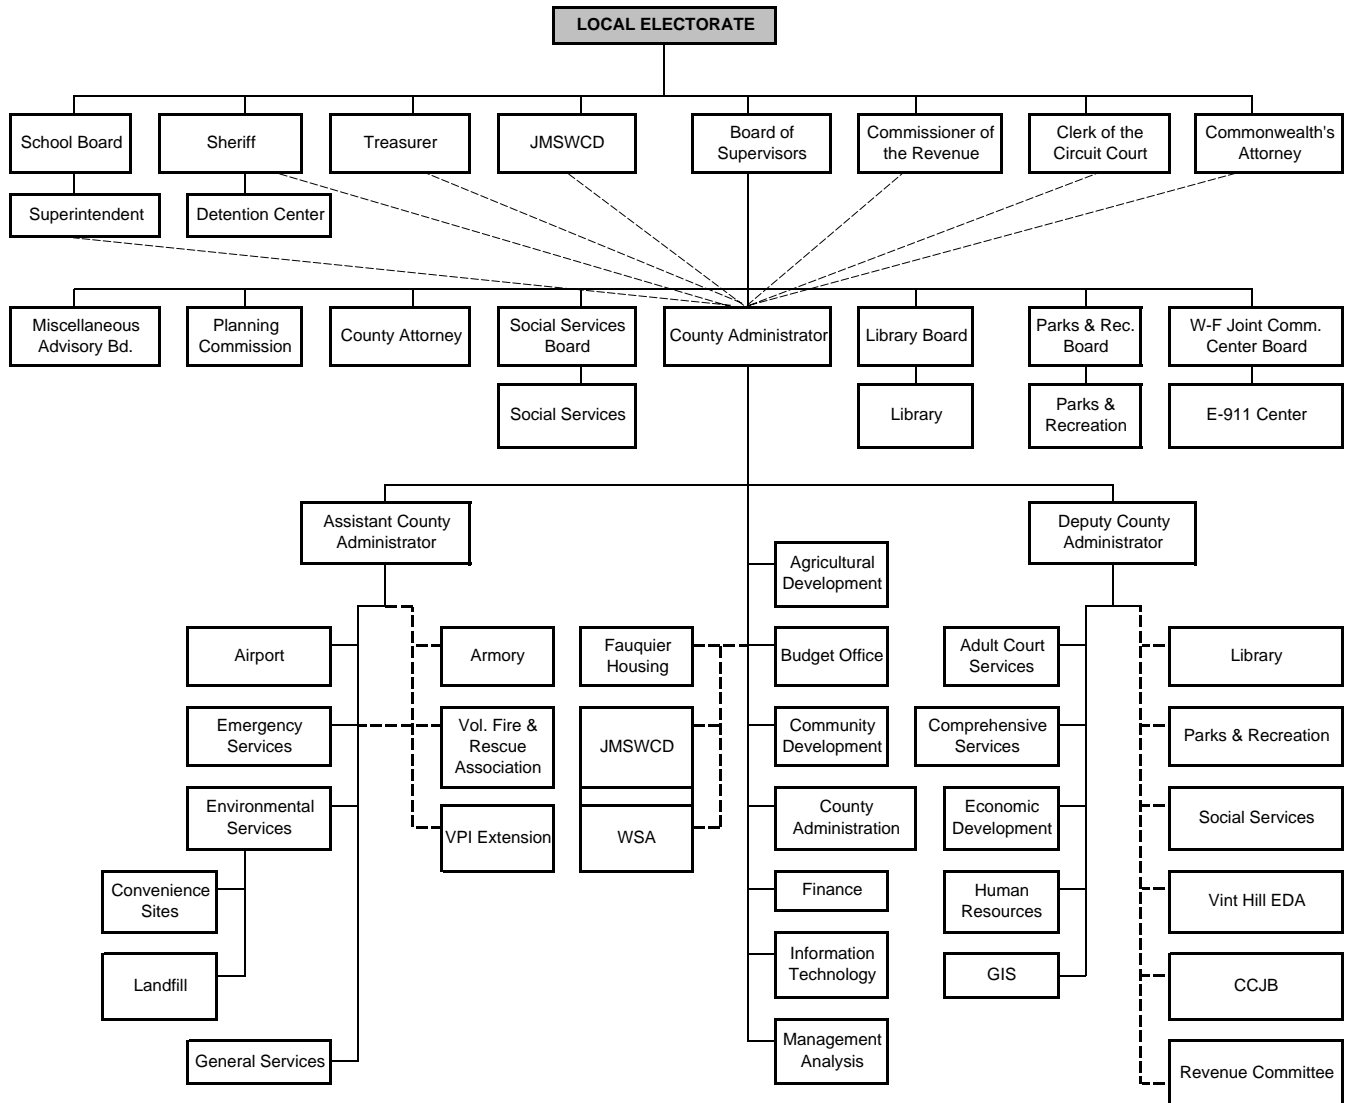 LOCAL ELECTORATE
School Board
Sheriff
Treasurer
JMSWCD
Board of
Supervisors
Commissioner of
the Revenue
Clerk of the
Circuit Court
Commonwealth's
Attorney
Superintendent
Detention Center
Miscellaneous
Advisory Bd.
Planning
Commission
County Attorney
Social Services
Board
County Administrator
Library Board
Parks & Rec.
Board
W-F Joint Comm.
Center Board
Social Services
Library
Parks &
Recreation
E-911 Center
Assistant County
Administrator
Deputy County
Administrator
Agricultural
Development
Airport
Armory
Fauquier
Housing
Budget Office
Adult Court
Services
Library
Emergency
Services
Vol. Fire &
Rescue
Association
JMSWCD
Community
Development
Comprehensive
Services
Parks & Recreation
Environmental
Services
VPI Extension
WSA
County
Administration
Economic
Development
Social Services
Convenience
Sites
Finance
Human
Resources
Vint Hill EDA
Landfill
Information
Technology
GIS
CCJB
General Services
Management
Analysis
Revenue Committee